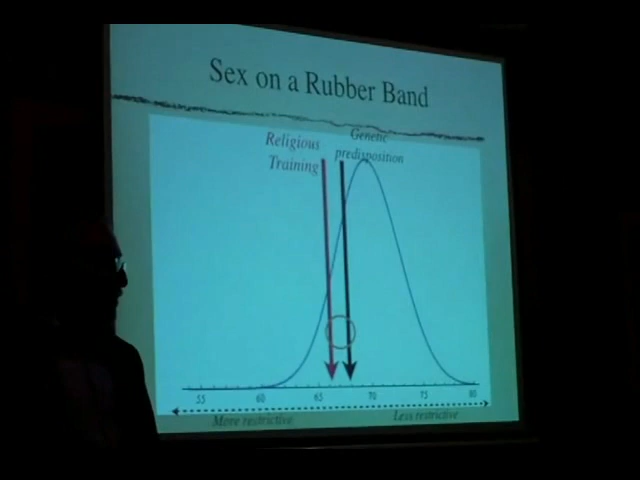 Sex on a Rubber Band
Religious
Training
Genetic
predisposition
55 60 65 70 75 80
More restrictive Less restrictive